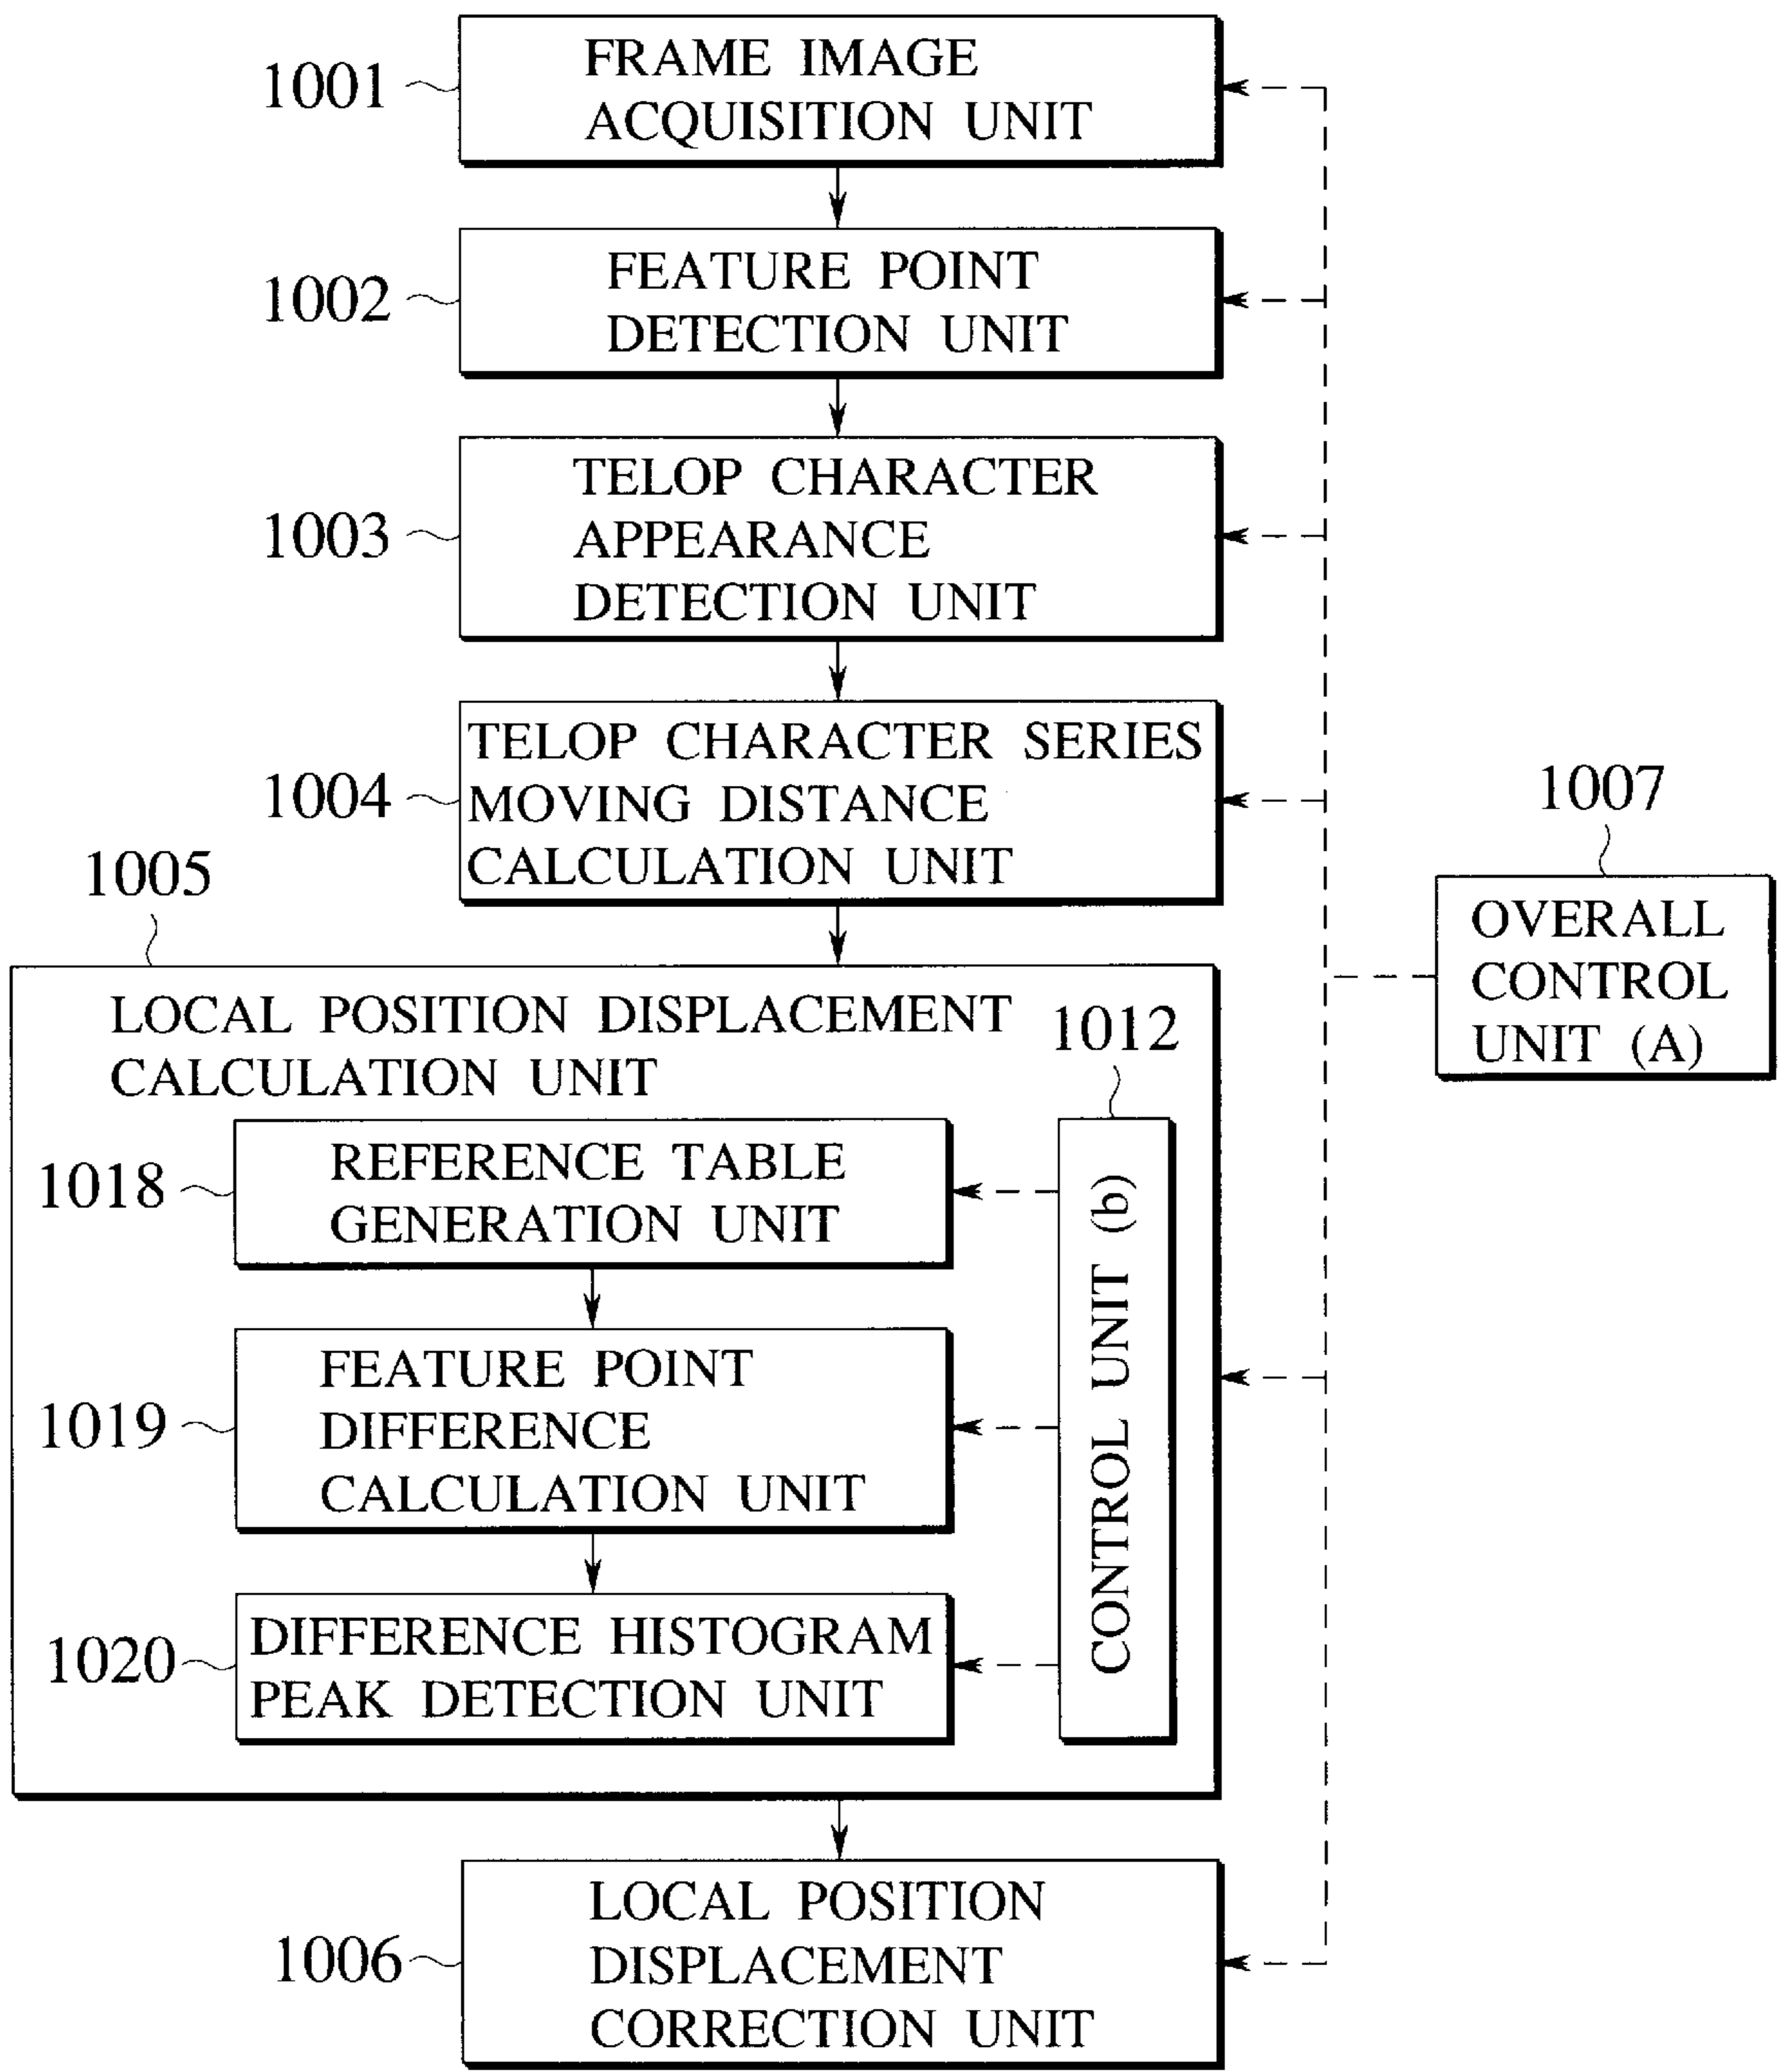 1001
FRAME IMAGE
ACQUISITION UNIT
1002
FEATURE POINT
DETECTION UNIT
1003
TELOP CHARACTER
APPEARANCE
DETECTION UNIT
1004
TELOP CHARACTER SERIES
MOVING DISTANCE
CALCULATION UNIT
1007
OVERALL
CONTROL
UNIT (A)
1005
LOCAL POSITION DISPLACEMENT
CALCULATION UNIT
1012
CONTROL UNIT (b)
1018
REFERENCE TABLE
GENERATION UNIT
1019
FEATURE POINT
DIFFERENCE
CALCULATION UNIT
1020
DIFFERENCE HISTOGRAM
PEAK DETECTION UNIT
1006
LOCAL POSITION
DISPLACEMENT
CORRECTION UNIT